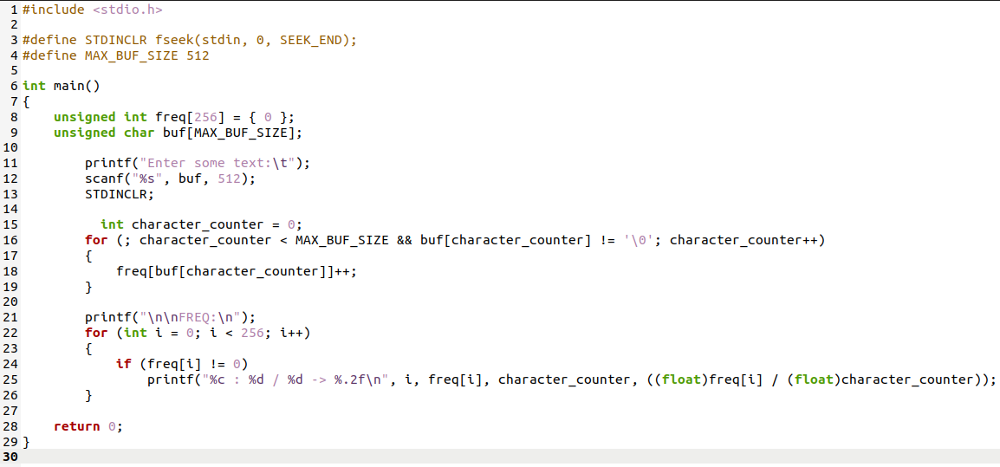 1 #include <stdio.h>
2
3 #define STDINCLR fseek(stdin, 0, SEEK_END);
4 #define MAX_BUF_SIZE 512
5
6 int main()
7 {
8     unsigned int freq[256] = { 0 };
9     unsigned char buf[MAX_BUF_SIZE];
10
11         printf("Enter some text:\t");
12         scanf("%s", buf, 512);
13         STDINCLR;
14
15           int character_counter = 0;
16         for (; character_counter < MAX_BUF_SIZE && buf[character_counter] != '\0'; character_counter++)
17         {
18             freq[buf[character_counter]]++;
19         }
20
21         printf("\n\nFREQ:\n");
22         for (int i = 0; i < 256; i++)
23         {
24             if (freq[i] != 0)
25                 printf("%c : %d / %d -> %.2f\n", i, freq[i], character_counter, ((float)freq[i] / (float)character_counter));
26         }
27
28     return 0;
29 }
30